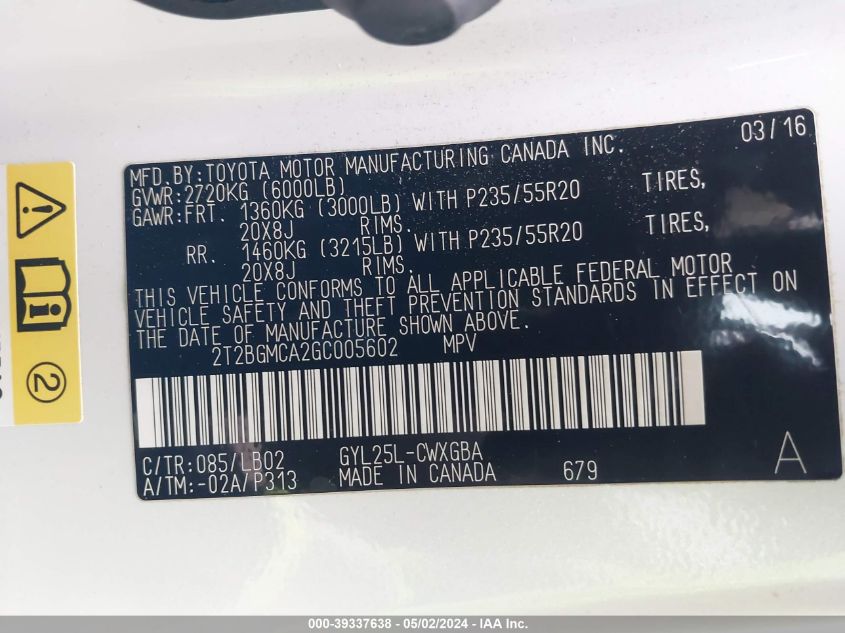 03/16
MFD. BY: TOYOTA MOTOR MANUFACTURING CANADA INC.
GVWR: 2720KG (6000LB)
GAWR: FRT. 1360KG (3000LB) WITH P235/55R20 TIRES,
20X8J RIMS.
RR. 1460KG (3215LB) WITH P235/55R20 TIRES,
20X8J RIMS.
THIS VEHICLE CONFORMS TO ALL APPLICABLE FEDERAL MOTOR
VEHICLE SAFETY AND THEFT PREVENTION STANDARDS IN EFFECT ON
THE DATE OF MANUFACTURE SHOWN ABOVE.
2T2BGMCA2GC005602 MPV
C/TR: 085/LB02 GYL25L-CWXGBA
A/TM: -02A/P313 MADE IN CANADA 679 A
2
000-39337638 - 05/02/2024 - IAA Inc.